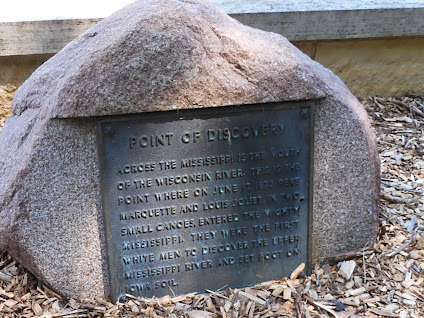 POINT OF DISCOVERY
ACROSS THE MISSISSIPPI IS THE MOUTH
OF THE WISCONSIN RIVER. THIS IS THE
POINT WHERE ON JUNE 17, 1673 PERE
MARQUETTE AND LOUIS JOLIET IN TWO
SMALL CANOES, ENTERED THE MIGHTY
MISSISSIPPI. THEY WERE THE FIRST
WHITE MEN TO DISCOVER THE UPPER
MISSISSIPPI RIVER AND SET FOOT ON
IOWA SOIL.